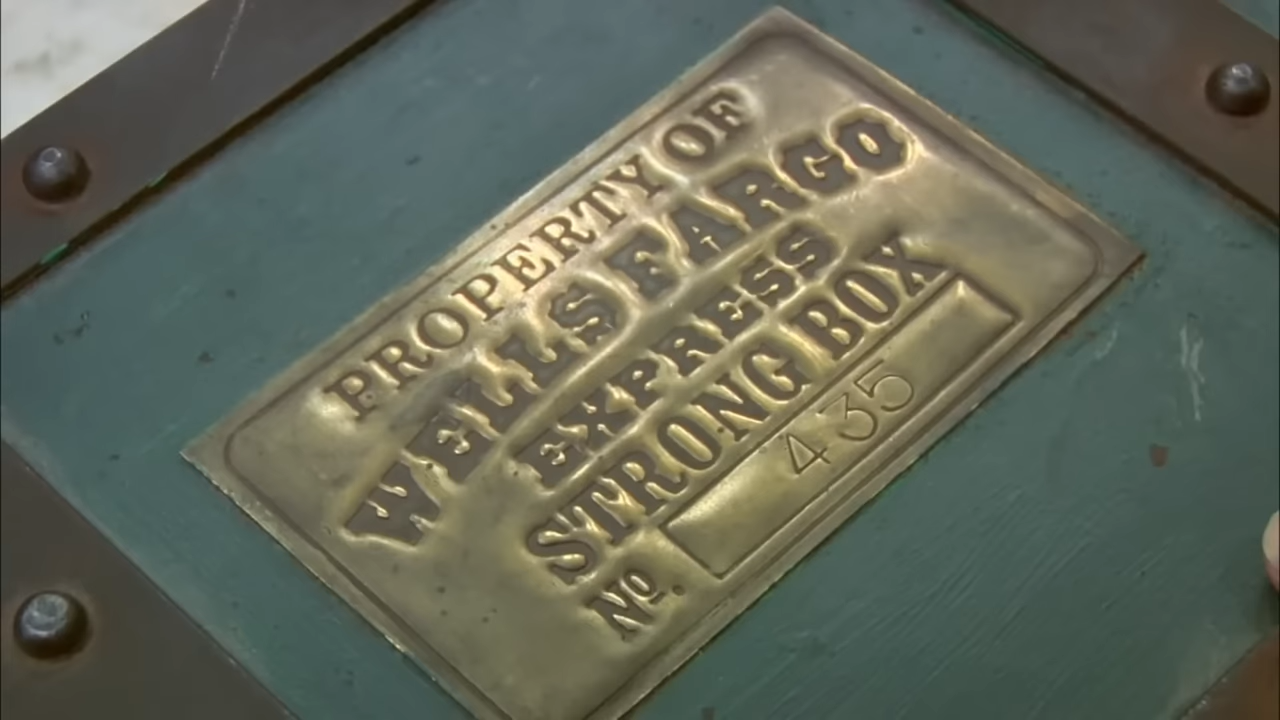 PROPERTY OF
WELLS FARGO
EXPRESS
STRONG BOX
Nº. 435